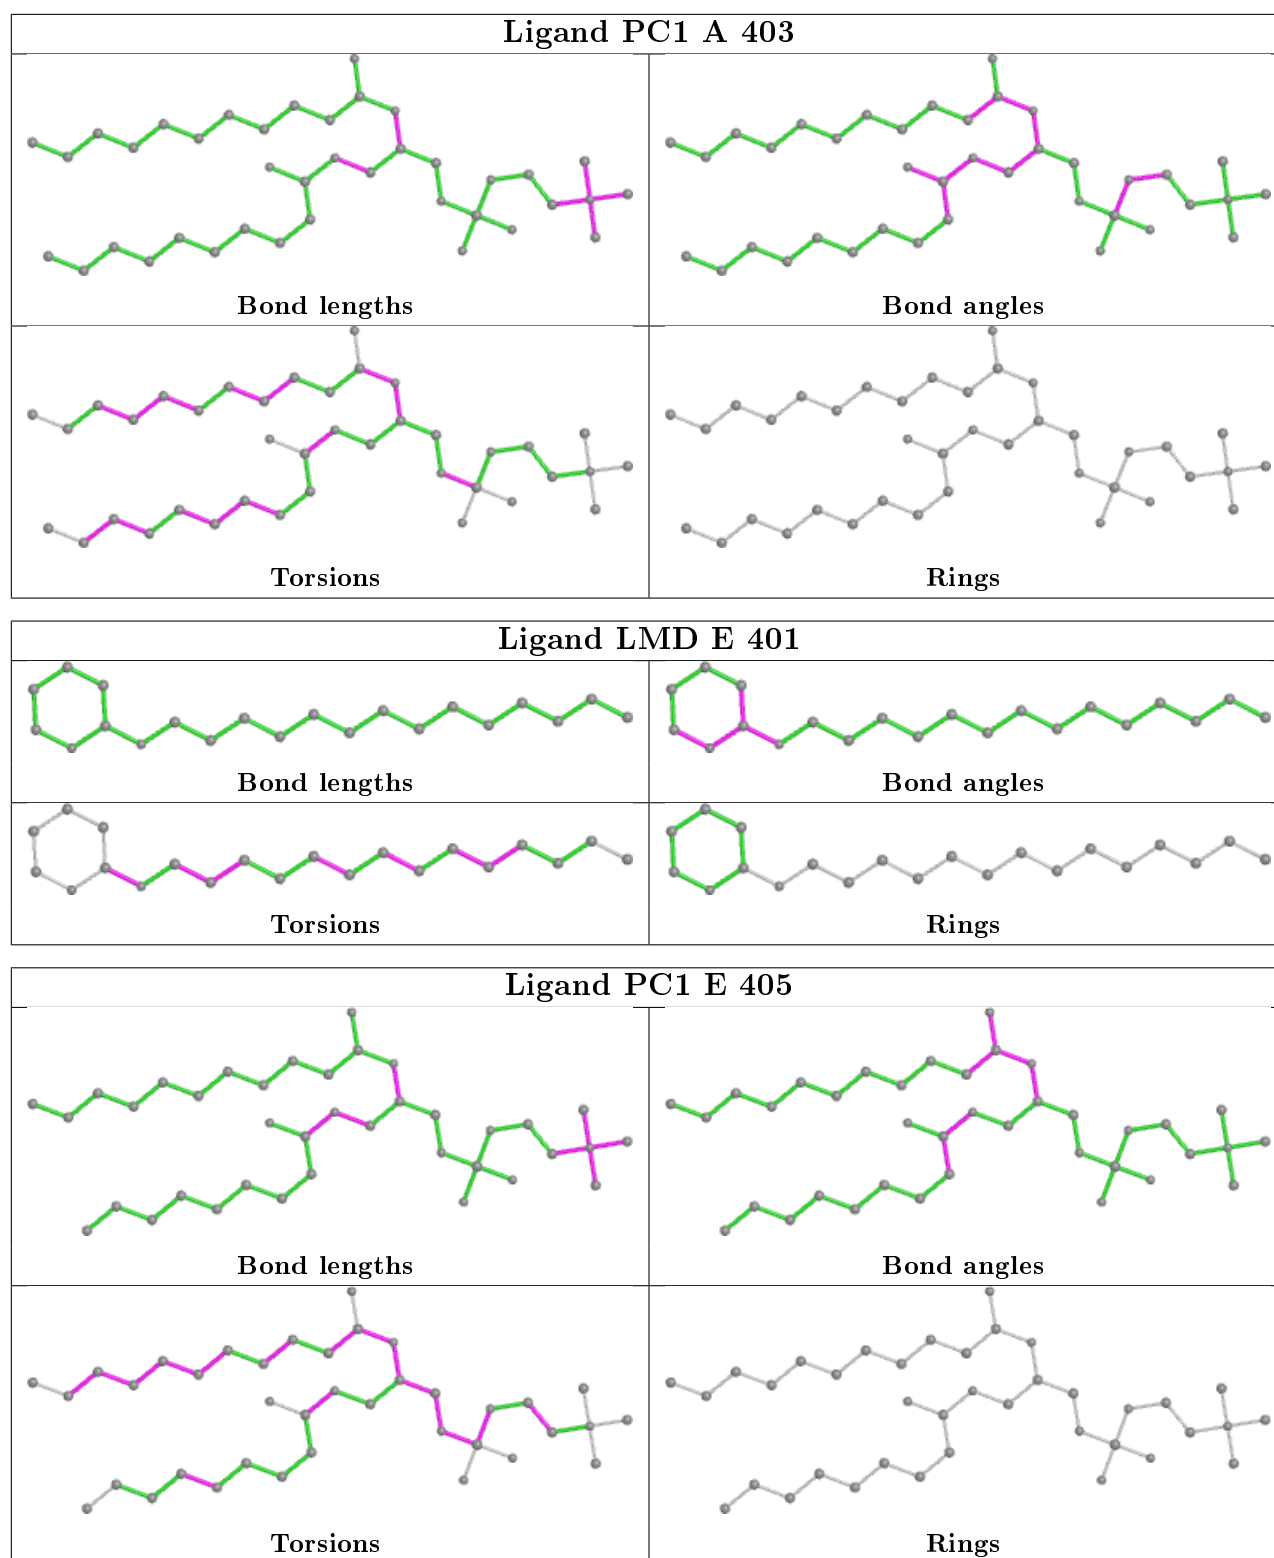 Ligand PC1 A 403
Bond lengths
Bond angles
Torsions
Rings
Ligand LMD E 401
Bond lengths
Bond angles
Torsions
Rings
Ligand PC1 E 405
Bond lengths
Bond angles
Torsions
Rings